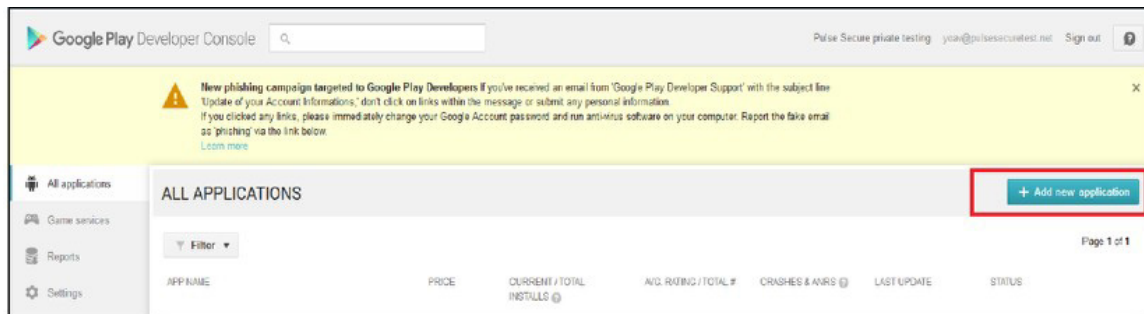 Google Play Developer Console
Pulse Secure private testing
Sign out
New phishing campaign targeted to Google Play Developers If you've received an email from 'Google Play Developer Support' with the subject line
'Update of your Account Informations,' don't click on links within the message or submit any personal information.
If you clicked any links, please immediately change your Google Account password and run anti-virus software on your computer. Report the fake email
as 'phishing' via the link below.
Learn more
All applications
ALL APPLICATIONS
+ Add new application
Game services
Filter
Page 1 of 1
Reports
APP NAME
PRICE
CURRENT / TOTAL
INSTALLS
AVG. RATING / TOTAL #
CRASHES & ANRS
LAST UPDATE
STATUS
Settings